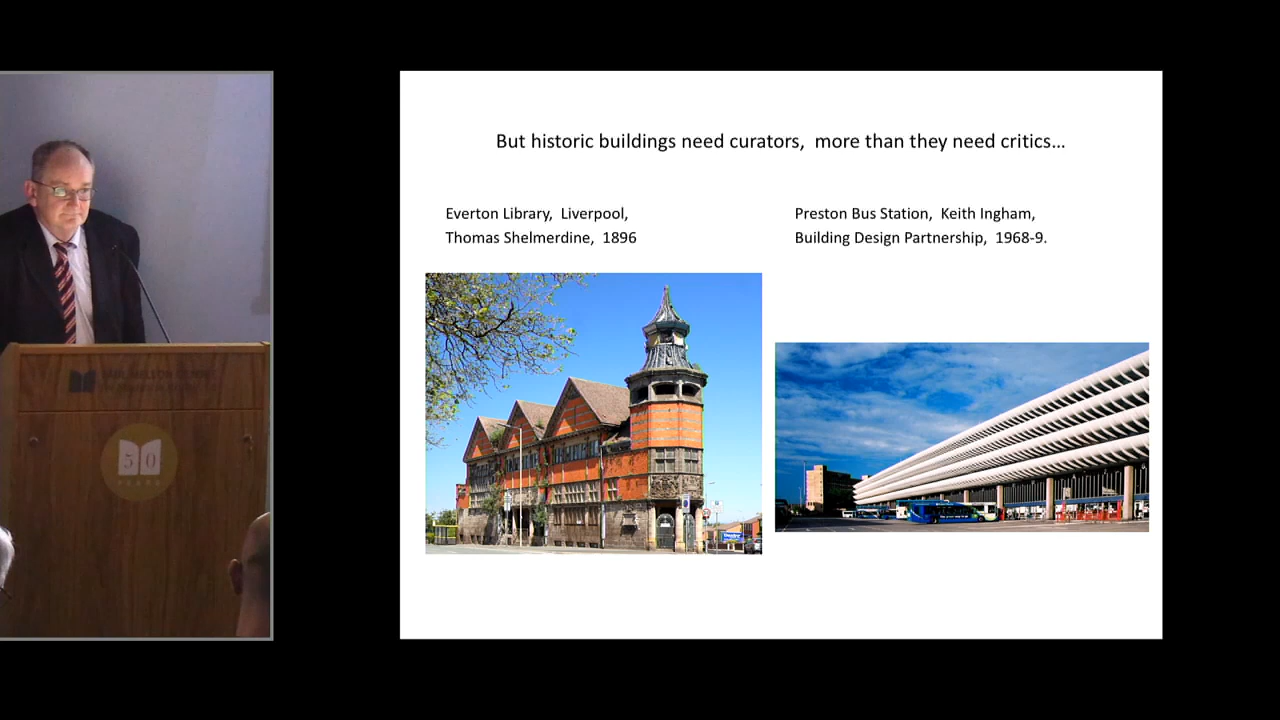 But historic buildings need curators,  more than they need critics...
Everton Library,  Liverpool,
Thomas Shelmerdine,  1896
Preston Bus Station,  Keith Ingham,
Building Design Partnership,  1968-9.
50
YEARS